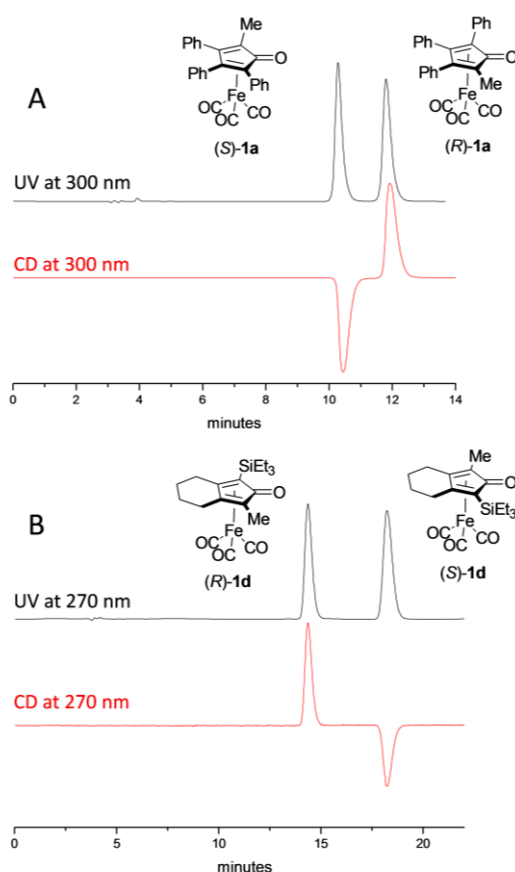 A
Me
Ph
O
Ph
Ph
Ph
Fe
OC
OC
CO
(S)-1a
Ph
Ph
O
Ph
Me
Fe
OC
OC
CO
(R)-1a
UV at 300 nm
CD at 300 nm
0 2 4 6 8 10 12 14
minutes
B
SiEt3
O
Me
Fe
OC
OC
CO
(R)-1d
Me
O
SiEt3
Fe
OC
OC
CO
(S)-1d
UV at 270 nm
CD at 270 nm
0 5 10 15 20
minutes